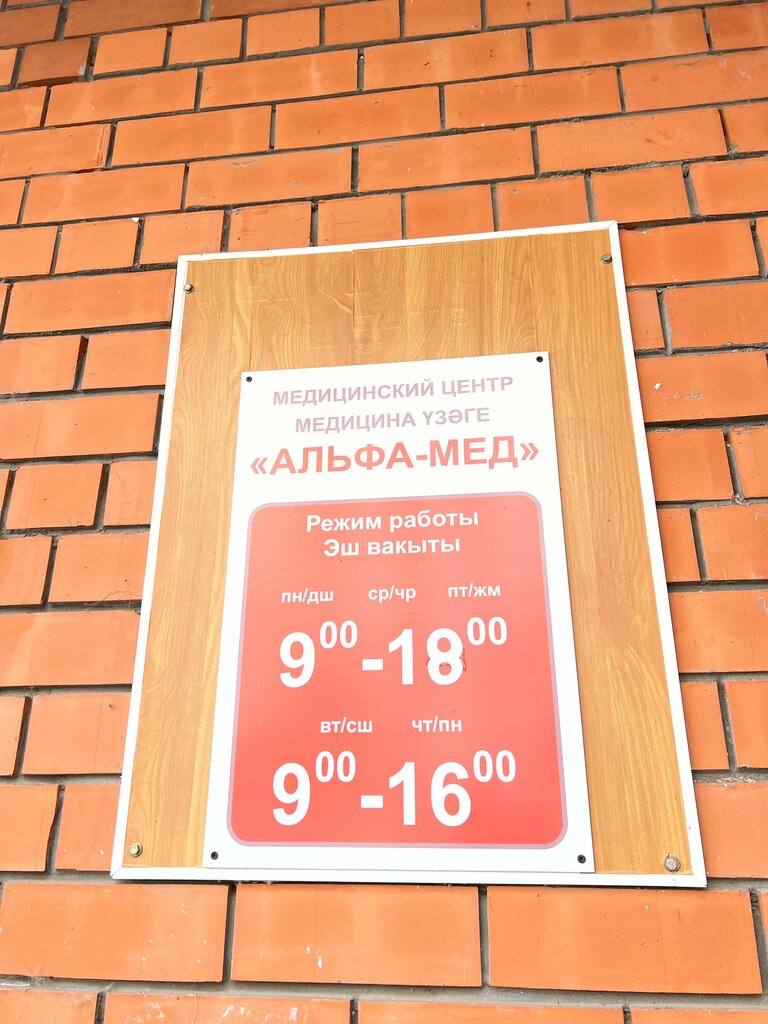 МЕДИЦИНСКИЙ ЦЕНТР
МЕДИЦИНА ҮЗӘГЕ
«АЛЬФА-МЕД»
Режим работы
Эш вакыты
пн/дш ср/чр пт/жм
9⁰⁰-18⁰⁰
вт/сш чт/пн
9⁰⁰-16⁰⁰